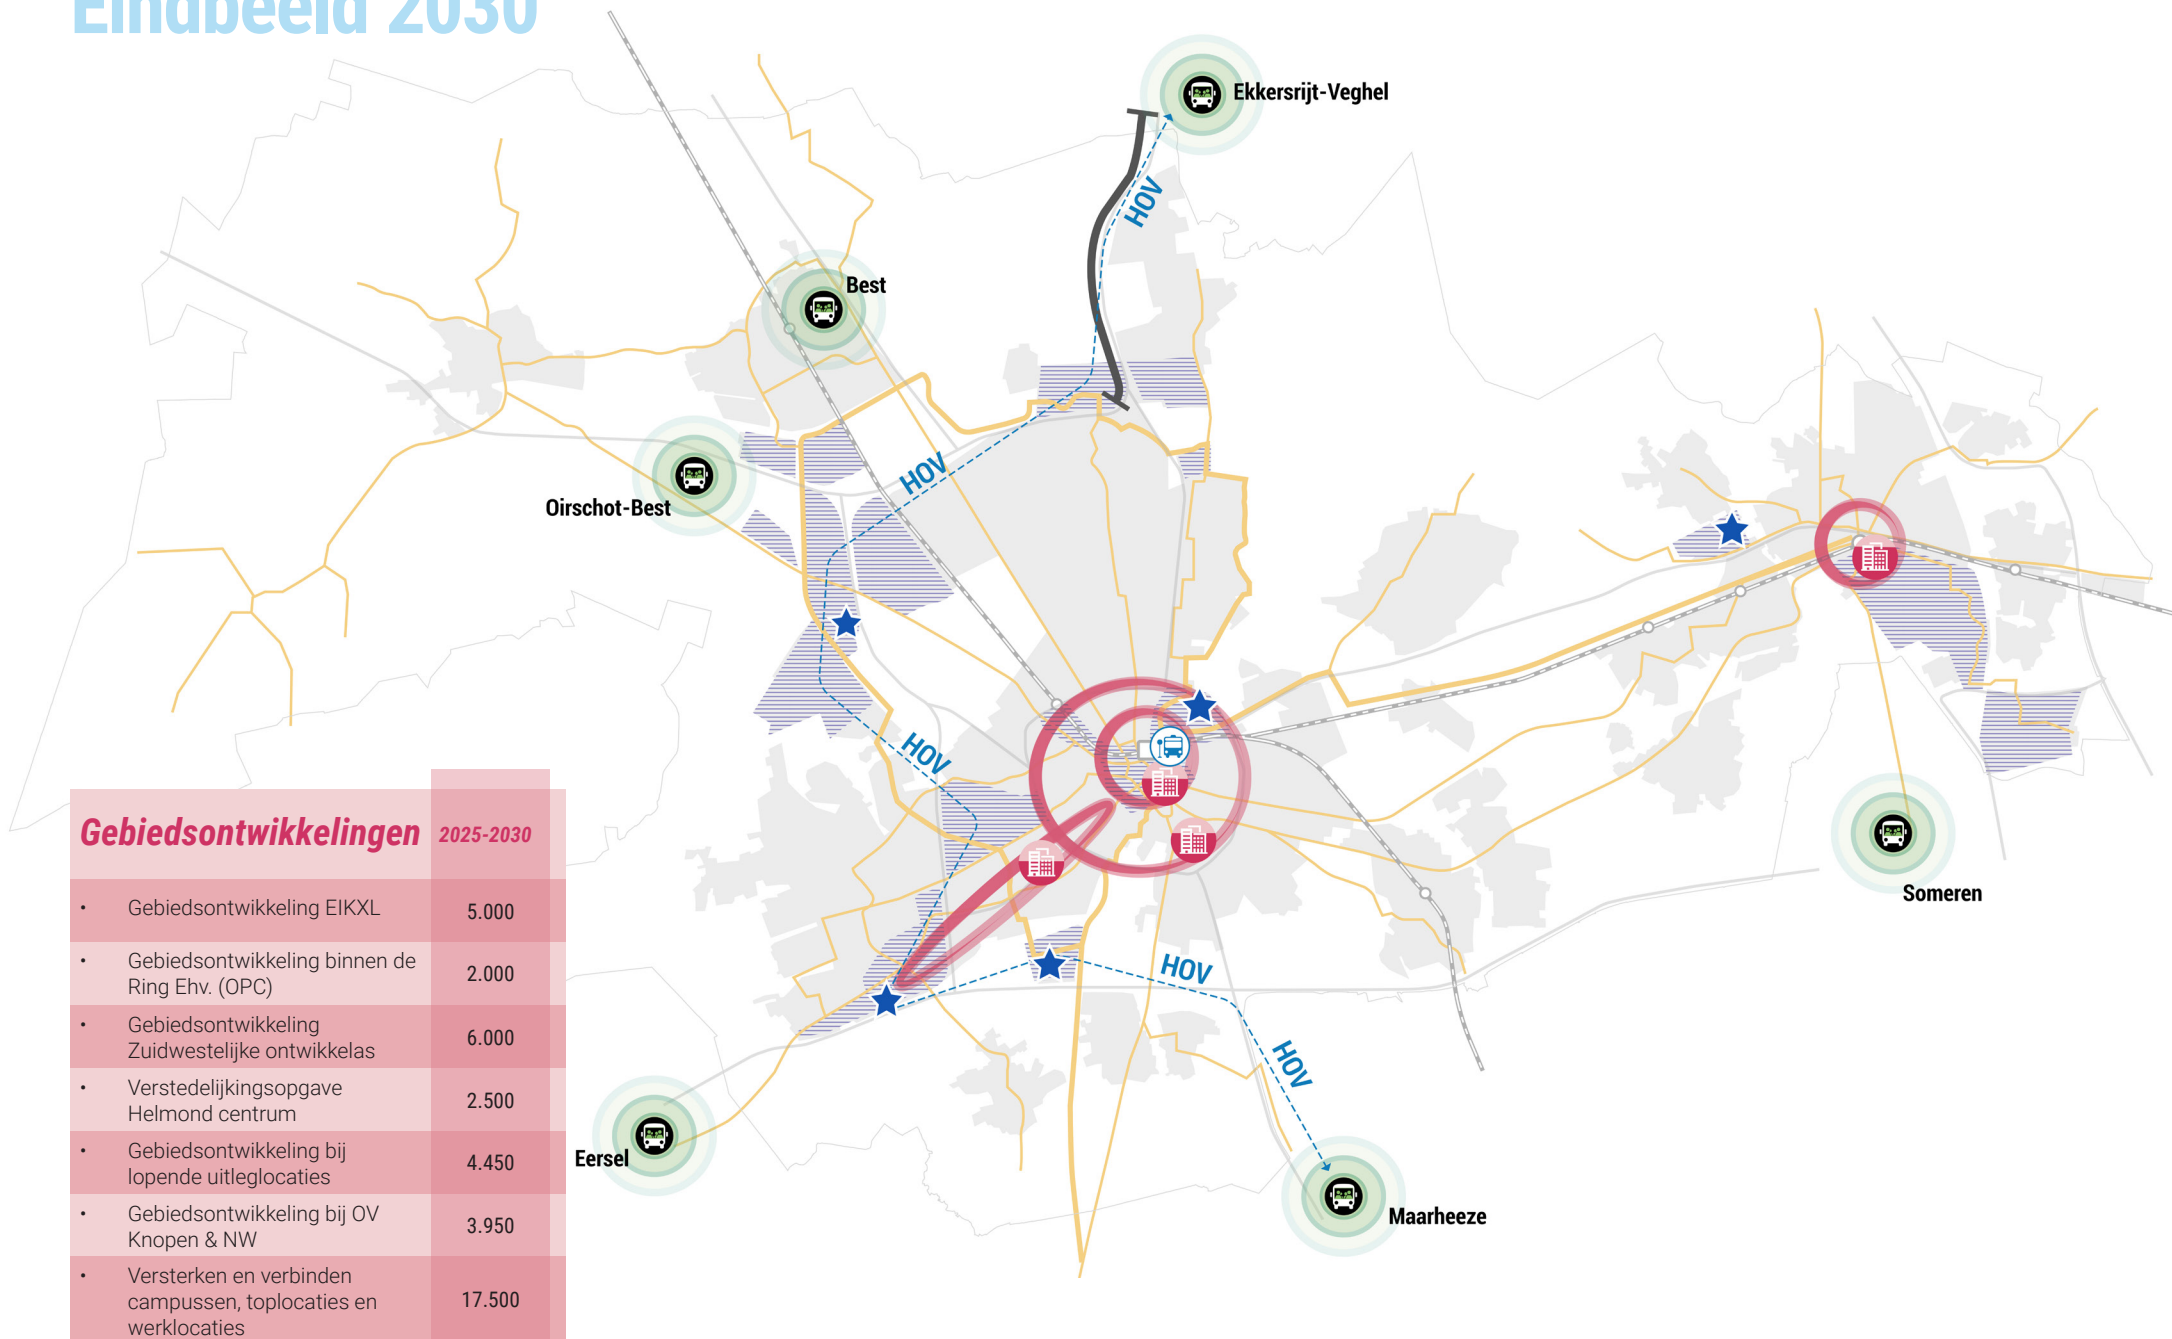 Eindbeeld 2030
Ekkersrijt-Veghel
HOV
Best
HOV
Oirschot-Best
HOV
HOV
HOV
Someren
Eersel
Maarheeze
Gebiedsontwikkelingen 2025-2030
• Gebiedsontwikkeling EIKXL 5.000
• Gebiedsontwikkeling binnen de
Ring Ehv. (OPC) 2.000
• Gebiedsontwikkeling
Zuidwestelijke ontwikkelas 6.000
• Verstedelijkingsopgave
Helmond centrum 2.500
• Gebiedsontwikkeling bij
lopende uitleglocaties 4.450
• Gebiedsontwikkeling bij OV
Knopen & NW 3.950
• Versterken en verbinden
campussen, toplocaties en 17.500
werklocaties